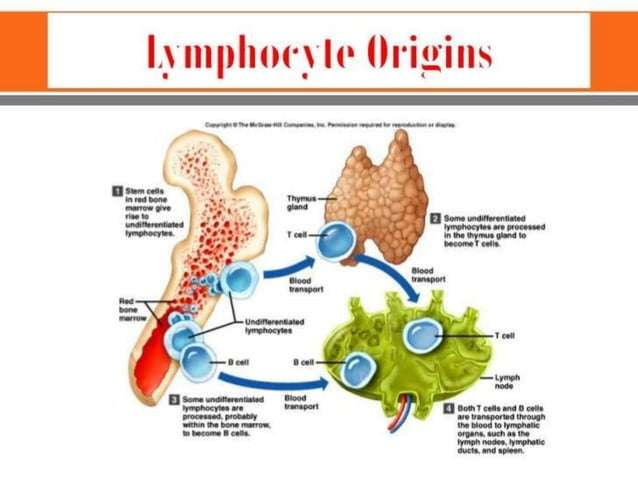 Lymphocyte Origins
Copyright © The McGraw-Hill Companies, Inc. Permission required for reproduction or display.
1 Stem cells
in red bone
marrow give
rise to
undifferentiated
lymphocytes.
Thymus
gland
T cell
2 Some undifferentiated
lymphocytes are processed
in the thymus gland to
become T cells.
Blood
transport
Blood
transport
Red
bone
marrow
Undifferentiated
lymphocytes
T cell
B cell
B cell
Lymph
node
3 Some undifferentiated
lymphocytes are
processed, probably
within the bone marrow,
to become B cells.
Blood
transport
4 Both T cells and B cells
are transported through
the blood to lymphatic
organs, such as the
lymph nodes, lymphatic
ducts, and spleen.